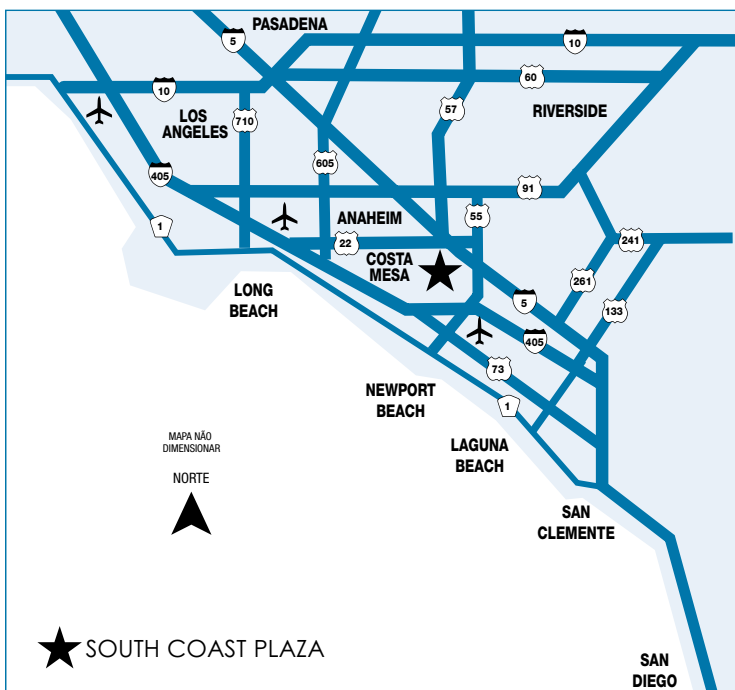 PASADENA
5
10
60
10
57
RIVERSIDE
LOS
ANGELES
710
605
405
91
ANAHEIM
55
1
22
241
COSTA
MESA
261
LONG
BEACH
5
133
405
73
NEWPORT
BEACH
1
LAGUNA
BEACH
MAPA NÃO
DIMENSIONAR
NORTE
SAN
CLEMENTE
SOUTH COAST PLAZA
SAN
DIEGO